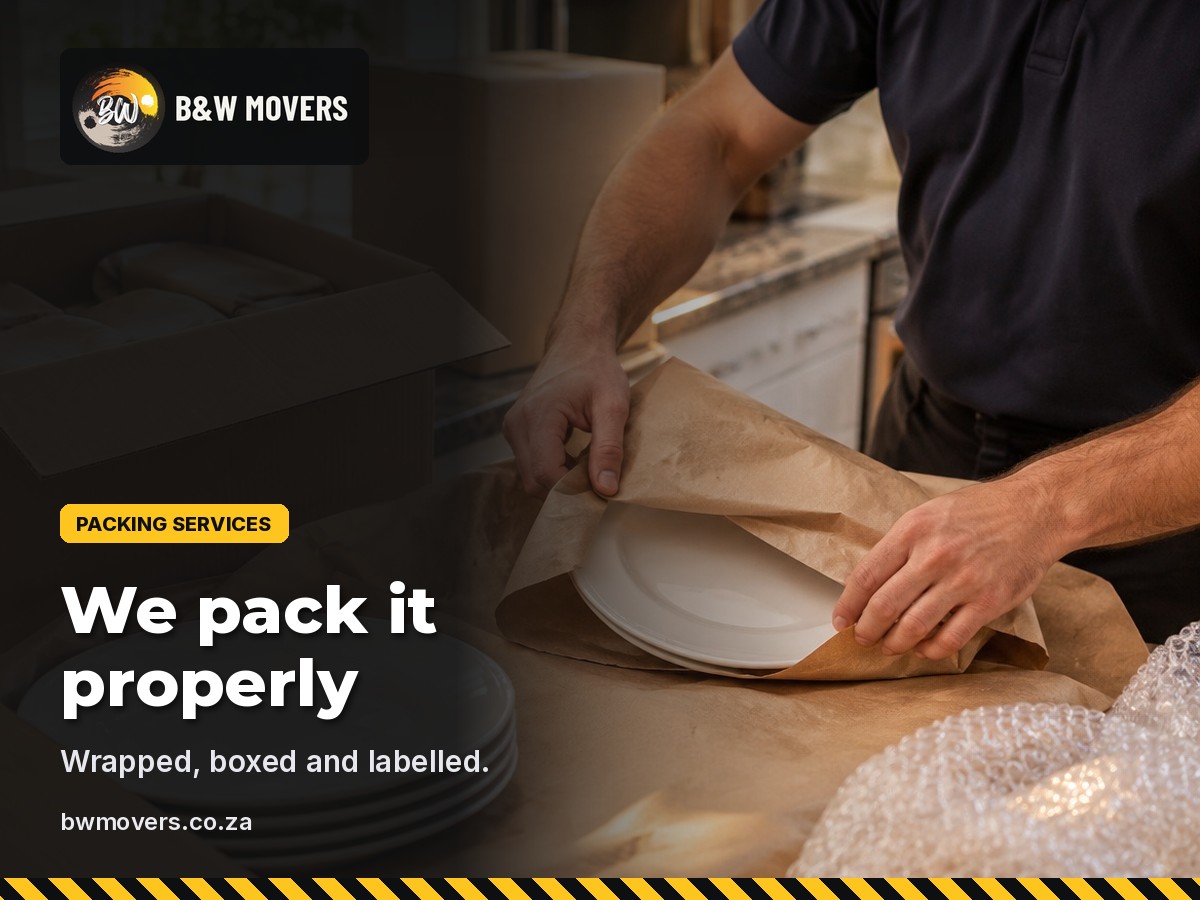 BW
B&W MOVERS
PACKING SERVICES
We pack it
properly
Wrapped, boxed and labelled.
bwmovers.co.za